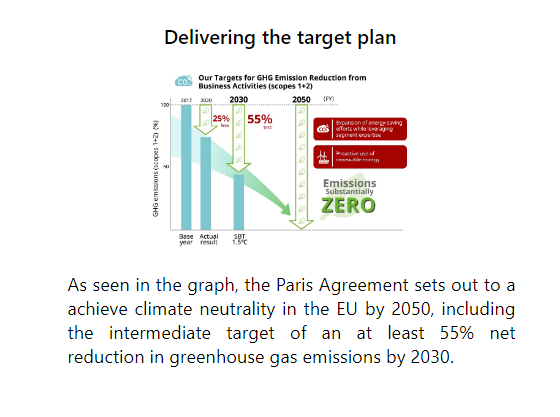 Delivering the target plan
Our Targets for GHG Emission Reduction from
Business Activities (scopes 1+2)
CO₂
2017 2020 2030 2050 (FY)
100
25%
less
55%
less
Expansion of energy-saving
efforts while leveraging
segment expertise
Proactive use of
renewable energy
50
GHG emissions (scopes 1+2) (%)
Emissions
Substantially
ZERO
Base
year
Actual
result
SBT
1.5℃
As seen in the graph, the Paris Agreement sets out to a
achieve climate neutrality in the EU by 2050, including
the intermediate target of an at least 55% net
reduction in greenhouse gas emissions by 2030.